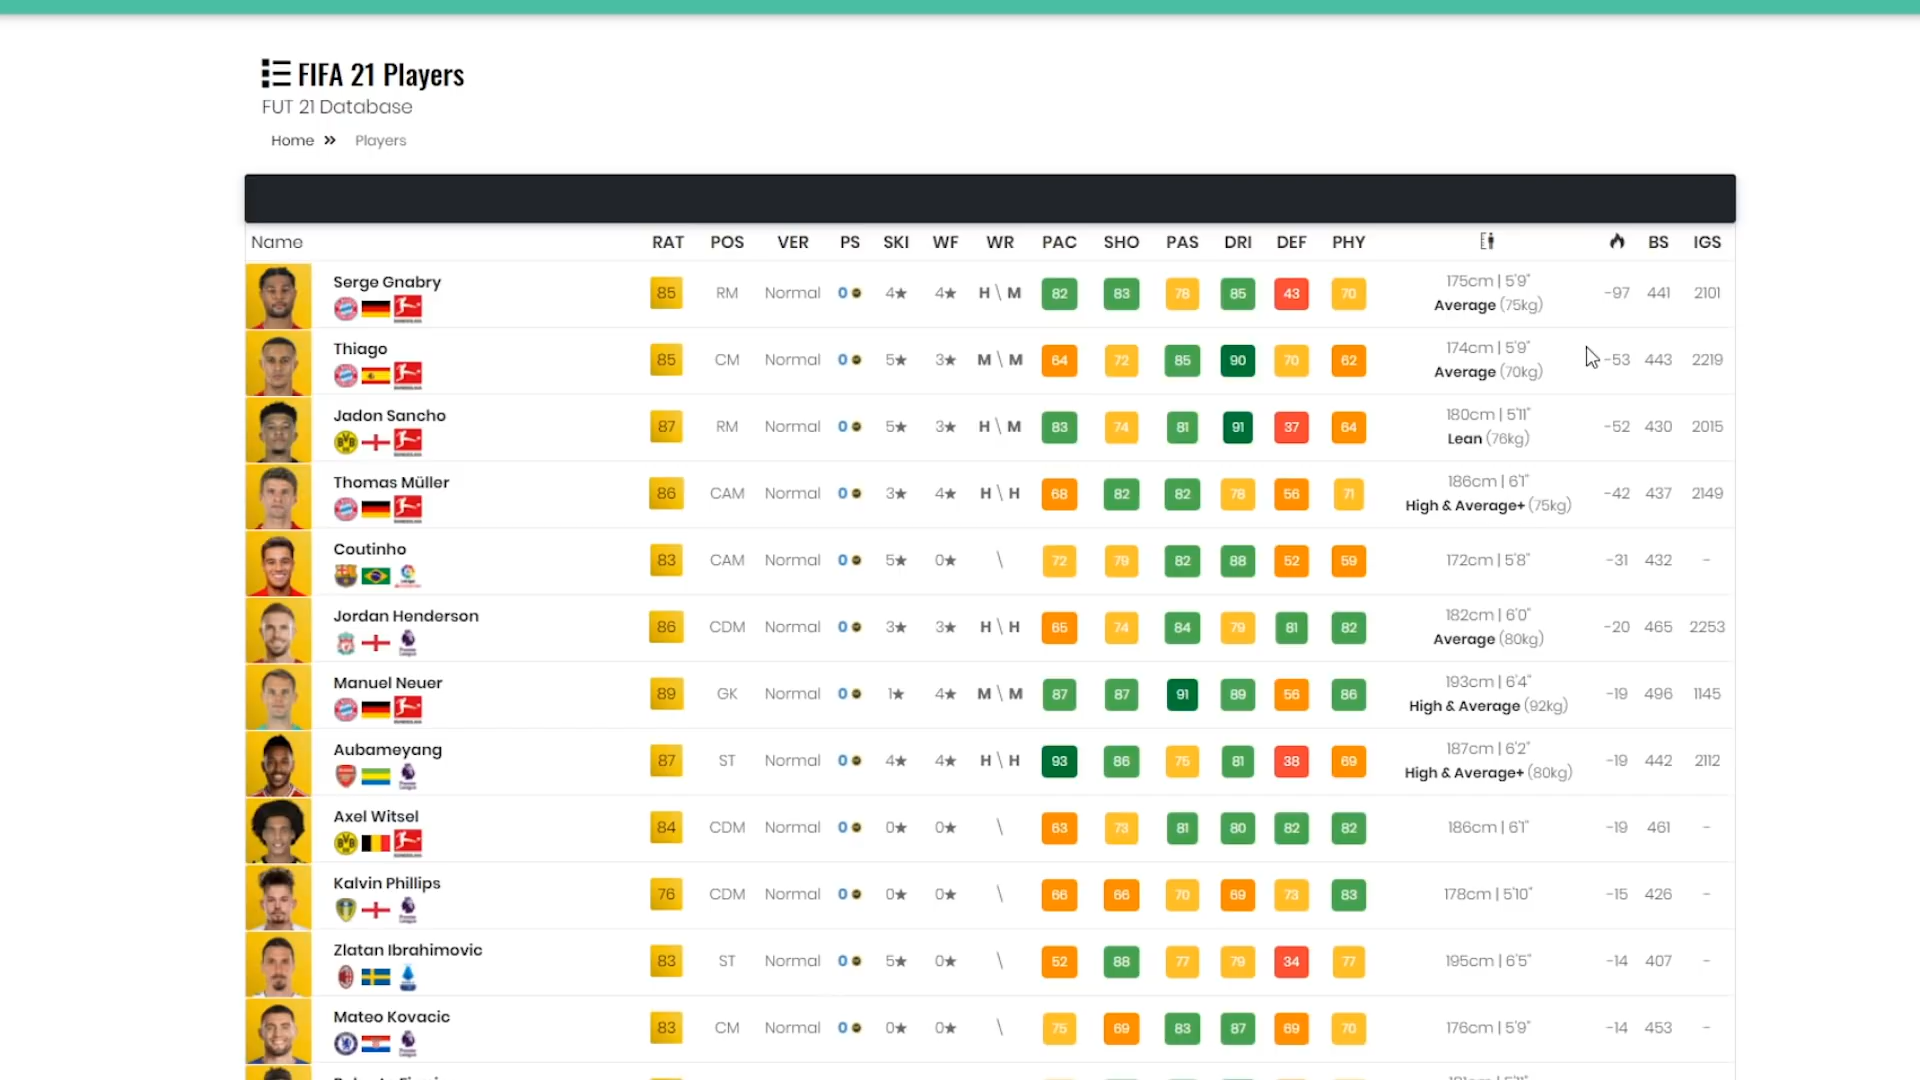 FIFA 21 Players
FUT 21 Database
Home » Players
Name RAT POS VER PS SKI WF WR PAC SHO PAS DRI DEF PHY BS IGS
Serge Gnabry 85 RM Normal 0 4★ 4★ H \ M 82 83 78 85 43 70 175cm | 5'9" Average (75kg) -97 441 2101
Thiago 85 CM Normal 0 5★ 3★ M \ M 64 72 85 90 70 62 174cm | 5'9" Average (70kg) -53 443 2219
Jadon Sancho 87 RM Normal 0 5★ 3★ H \ M 83 74 81 91 37 64 180cm | 5'11" Lean (76kg) -52 430 2015
Thomas Müller 86 CAM Normal 0 3★ 4★ H \ H 68 82 82 78 56 71 186cm | 6'1" High & Average+ (75kg) -42 437 2149
Coutinho 83 CAM Normal 0 5★ 0★ \ 72 79 82 88 52 59 172cm | 5'8" -31 432 -
Jordan Henderson 86 CDM Normal 0 3★ 3★ H \ H 65 74 84 79 81 82 182cm | 6'0" Average (80kg) -20 465 2253
Manuel Neuer 89 GK Normal 0 1★ 4★ M \ M 87 87 91 89 56 86 193cm | 6'4" High & Average (92kg) -19 496 1145
Aubameyang 87 ST Normal 0 4★ 4★ H \ H 93 86 75 81 38 69 187cm | 6'2" High & Average+ (80kg) -19 442 2112
Axel Witsel 84 CDM Normal 0 0★ 0★ \ 63 73 81 80 82 82 186cm | 6'1" -19 461 -
Kalvin Phillips 76 CDM Normal 0 0★ 0★ \ 66 66 70 69 73 83 178cm | 5'10" -15 426 -
Zlatan Ibrahimovic 83 ST Normal 0 5★ 0★ \ 52 88 77 79 34 77 195cm | 6'5" -14 407 -
Mateo Kovacic 83 CM Normal 0 0★ 0★ \ 75 69 83 87 69 70 176cm | 5'9" -14 453 -